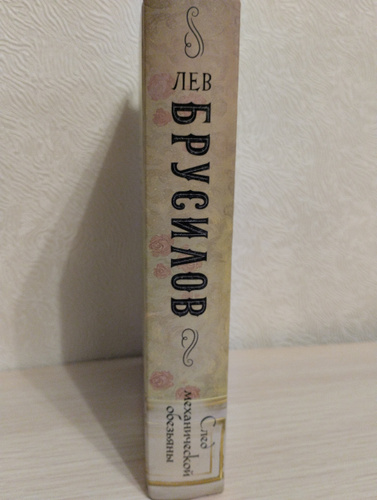 ЛЕВ
БРУСИЛОВ
След
механической
обезьяны